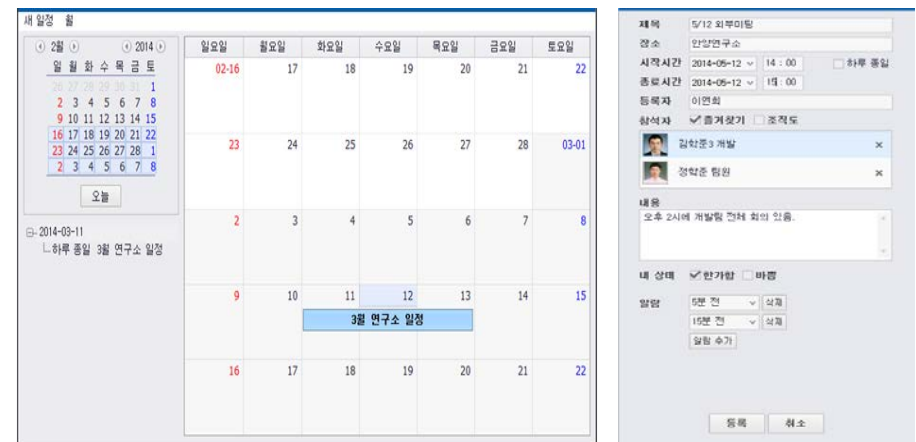 새 일정 월
2월 2014
일 월 화 수 목 금 토
26 27 28 29 30 31 1
2 3 4 5 6 7 8
9 10 11 12 13 14 15
16 17 18 19 20 21 22
23 24 25 26 27 28 1
2 3 4 5 6 7 8
오늘
2014-03-11
하루 종일 3월 연구소 일정
일요일 월요일 화요일 수요일 목요일 금요일 토요일
02-16 17 18 19 20 21 22
23 24 25 26 27 28 03-01
2 3 4 5 6 7 8
9 10 11 12 13 14 15
3월 연구소 일정
16 17 18 19 20 21 22
제목 5/12 외부미팅
장소 안양연구소
시작시간 2014-05-12 14 : 00 하루 종일
종료시간 2014-05-12 15 : 00
등록자 이연희
참석자 즐겨찾기 조직도
김학준3 개발
정학준 팀원
내용
오후 2시에 개발팀 전체 회의 있음.
내 상태 한가함 바쁨
알람 5분 전 삭제
15분 전 삭제
알람 추가
등록 취소